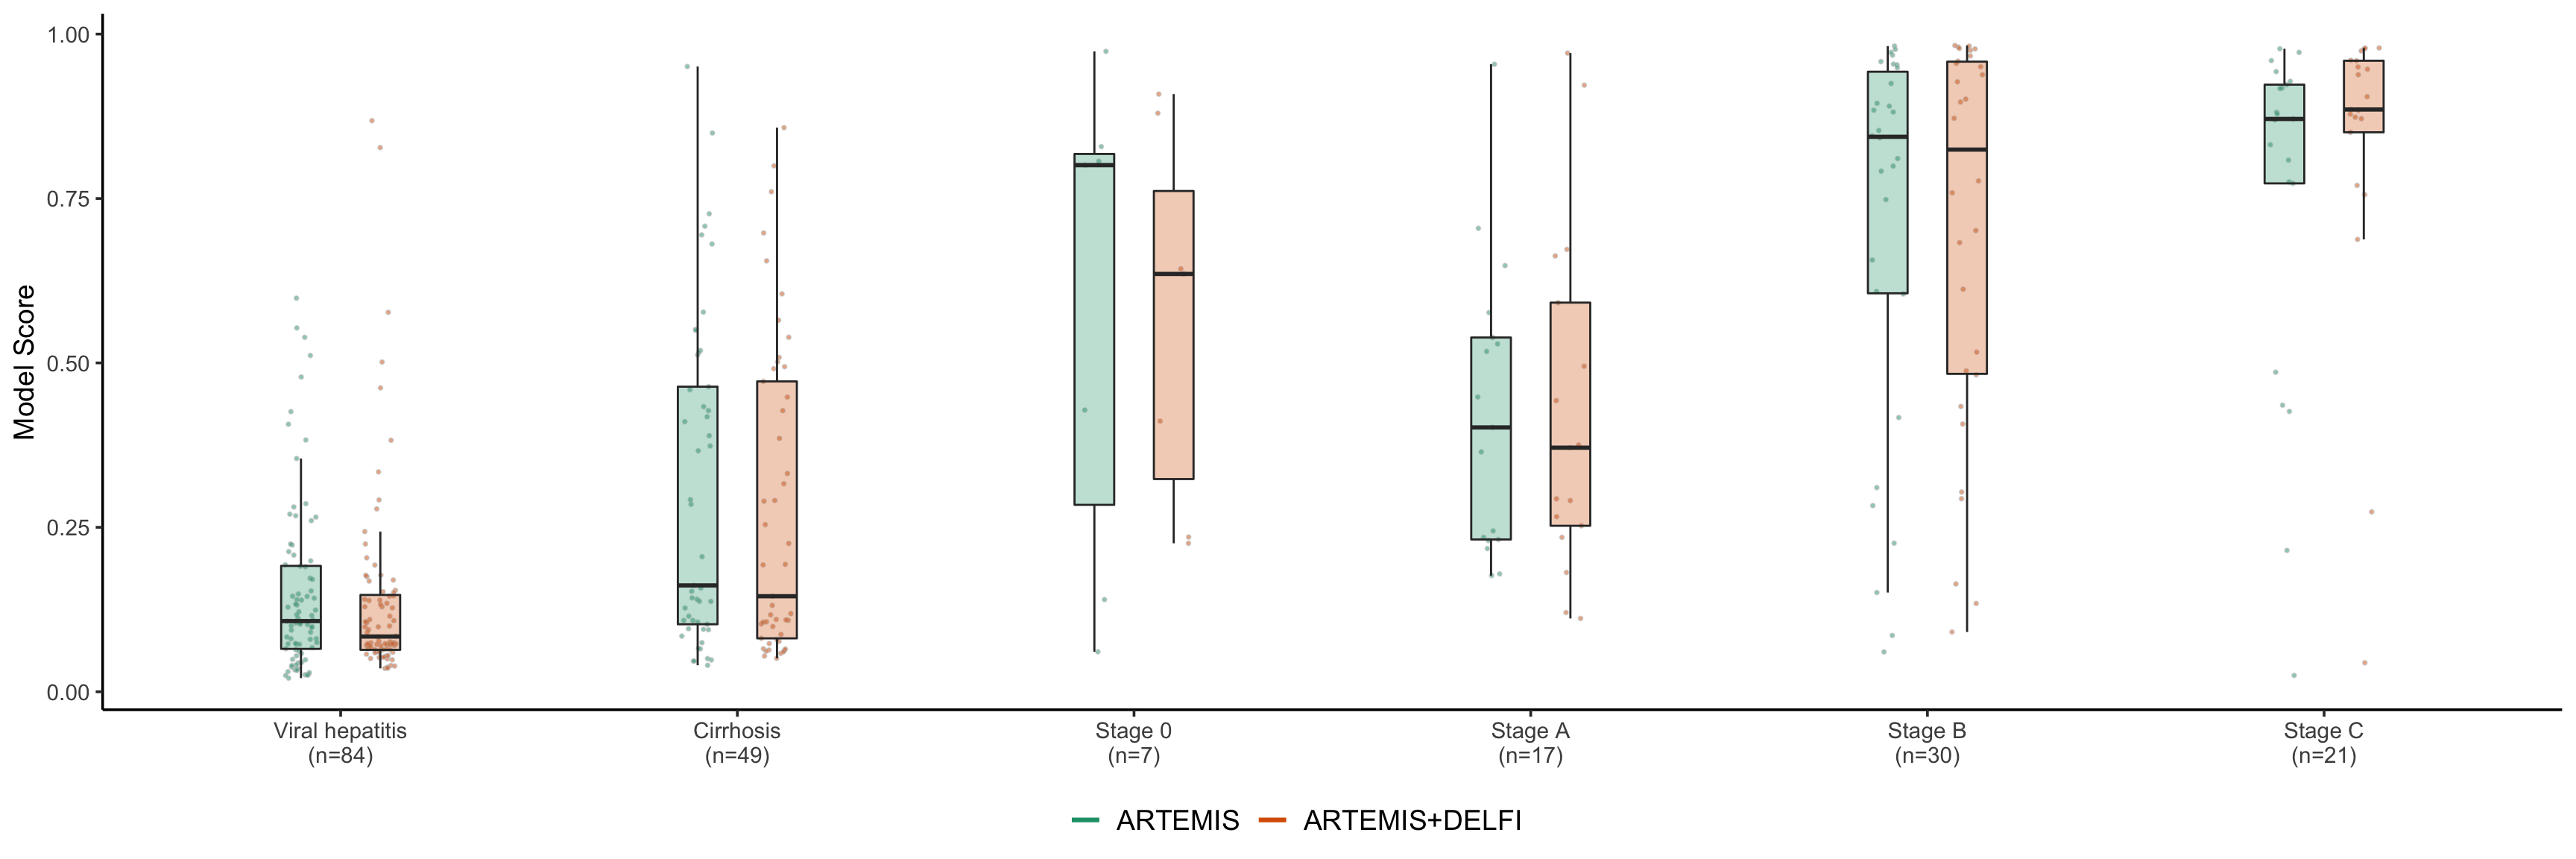 Model Score
1.00
0.75
0.50
0.25
0.00
Viral hepatitis
(n=84)
Cirrhosis
(n=49)
Stage 0
(n=7)
Stage A
(n=17)
Stage B
(n=30)
Stage C
(n=21)
ARTEMIS
ARTEMIS+DELFI